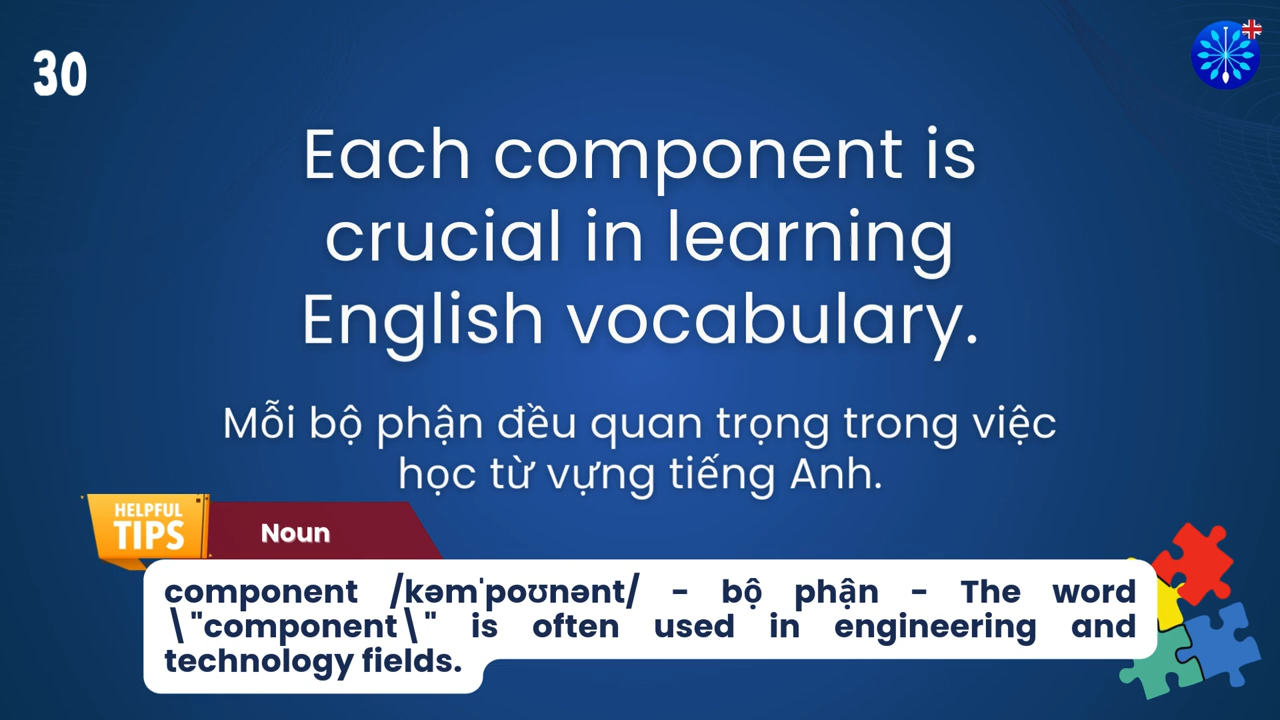 30
Each component is
crucial in learning
English vocabulary.
Mỗi bộ phận đều quan trọng trong việc
học từ vựng tiếng Anh.
HELPFUL
TIPS
Noun
component /kəmˈpoʊnənt/ - bộ phận - The word
\"component\" is often used in engineering and
technology fields.